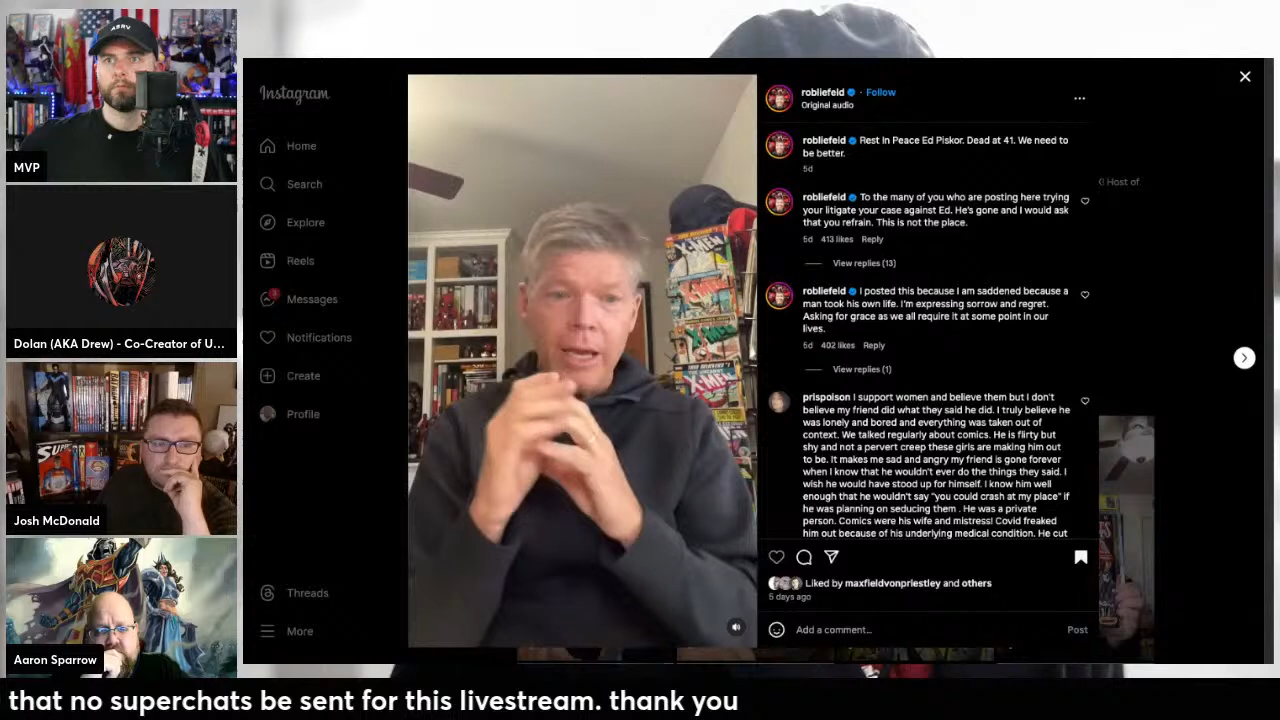 ASRV
MVP
Dolan (AKA Drew) - Co-Creator of U...
Josh McDonald
Aaron Sparrow
Instagram
Home
Search
Explore
Reels
Messages
Notifications
Create
Profile
Threads
More
X-MEN
X-MEN
robliefeld · Follow
Original audio
robliefeld Rest In Peace Ed Piskor. Dead at 41. We need to
be better.
5d
robliefeld To the many of you who are posting here trying
your litigate your case against Ed. He's gone and I would ask
that you refrain. This is not the place.
5d 413 likes Reply
View replies (13)
robliefeld I posted this because I am saddened because a
man took his own life. I'm expressing sorrow and regret.
Asking for grace as we all require it at some point in our
lives.
5d 402 likes Reply
View replies (1)
prispoison I support women and believe them but I don't
believe my friend did what they said he did. I truly believe he
was lonely and bored and everything was taken out of
context. We talked regularly about comics. He is flirty but
shy and not a pervert creep these girls are making him out
to be. It makes me sad and angry my friend is gone forever
when I know that he wouldn't ever do the things they said. I
wish he would have stood up for himself. I know him well
enough that he wouldn't say "you could crash at my place" if
he was planning on seducing them . He was a private
person. Comics were his wife and mistress! Covid freaked
him out because of his underlying medical condition. He cut
Liked by maxfieldvonpriestley and others
5 days ago
Add a comment...
Post
Host of
that no superchats be sent for this livestream. thank you